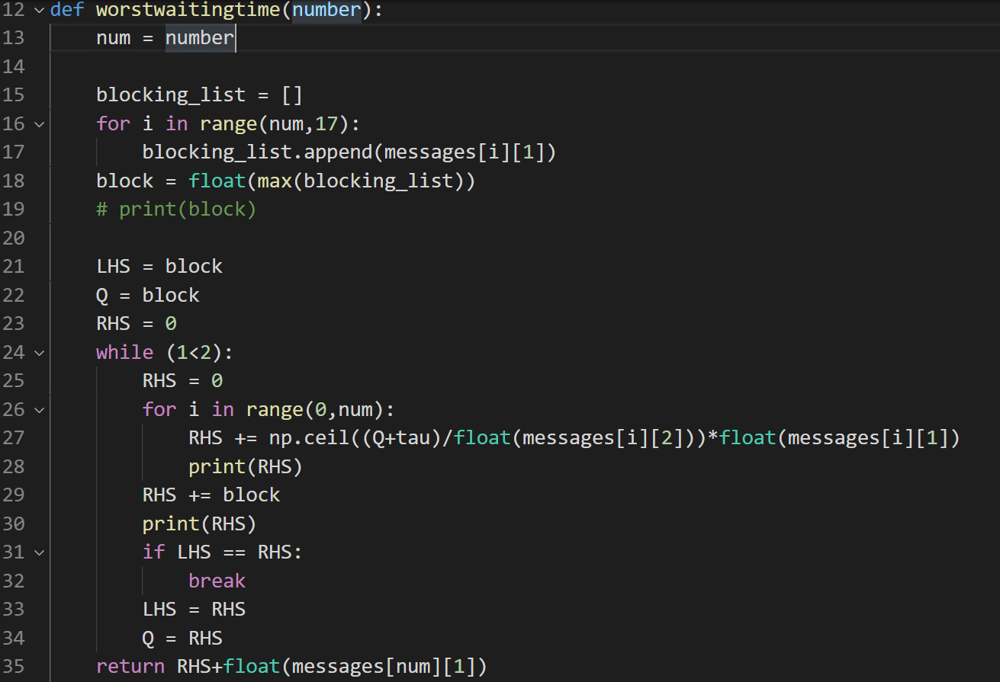 12 def worstwaitingtime(number):
13     num = number
14
15     blocking_list = []
16     for i in range(num,17):
17         blocking_list.append(messages[i][1])
18     block = float(max(blocking_list))
19     # print(block)
20
21     LHS = block
22     Q = block
23     RHS = 0
24     while (1<2):
25         RHS = 0
26         for i in range(0,num):
27             RHS += np.ceil((Q+tau)/float(messages[i][2]))*float(messages[i][1])
28             print(RHS)
29         RHS += block
30         print(RHS)
31         if LHS == RHS:
32             break
33         LHS = RHS
34         Q = RHS
35     return RHS+float(messages[num][1])